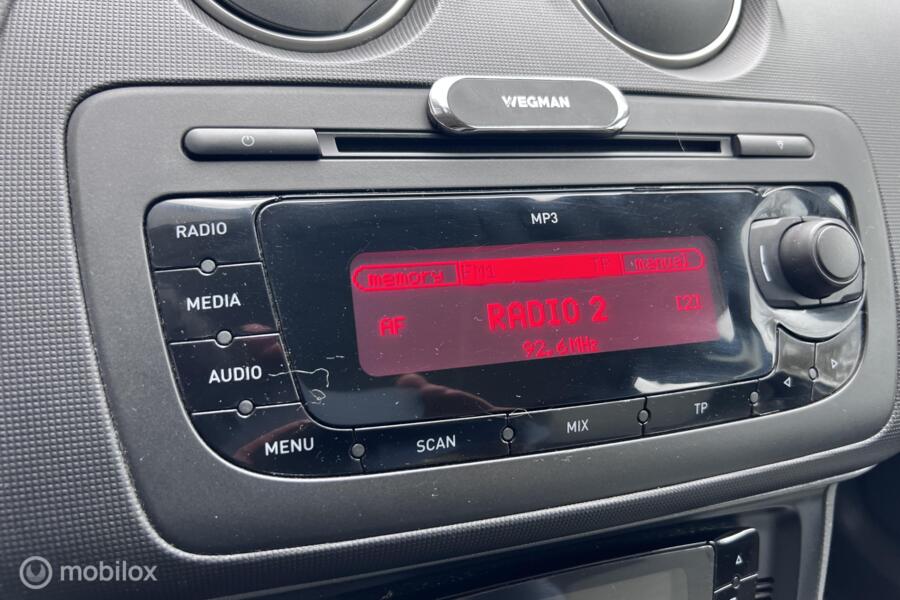 WEGMAN
MP3
RADIO
MEDIA
AUDIO
MENU
SCAN
MIX
TP
memory FM1 TP manual
AF RADIO 2 [2]
92.6MHz
mobilox